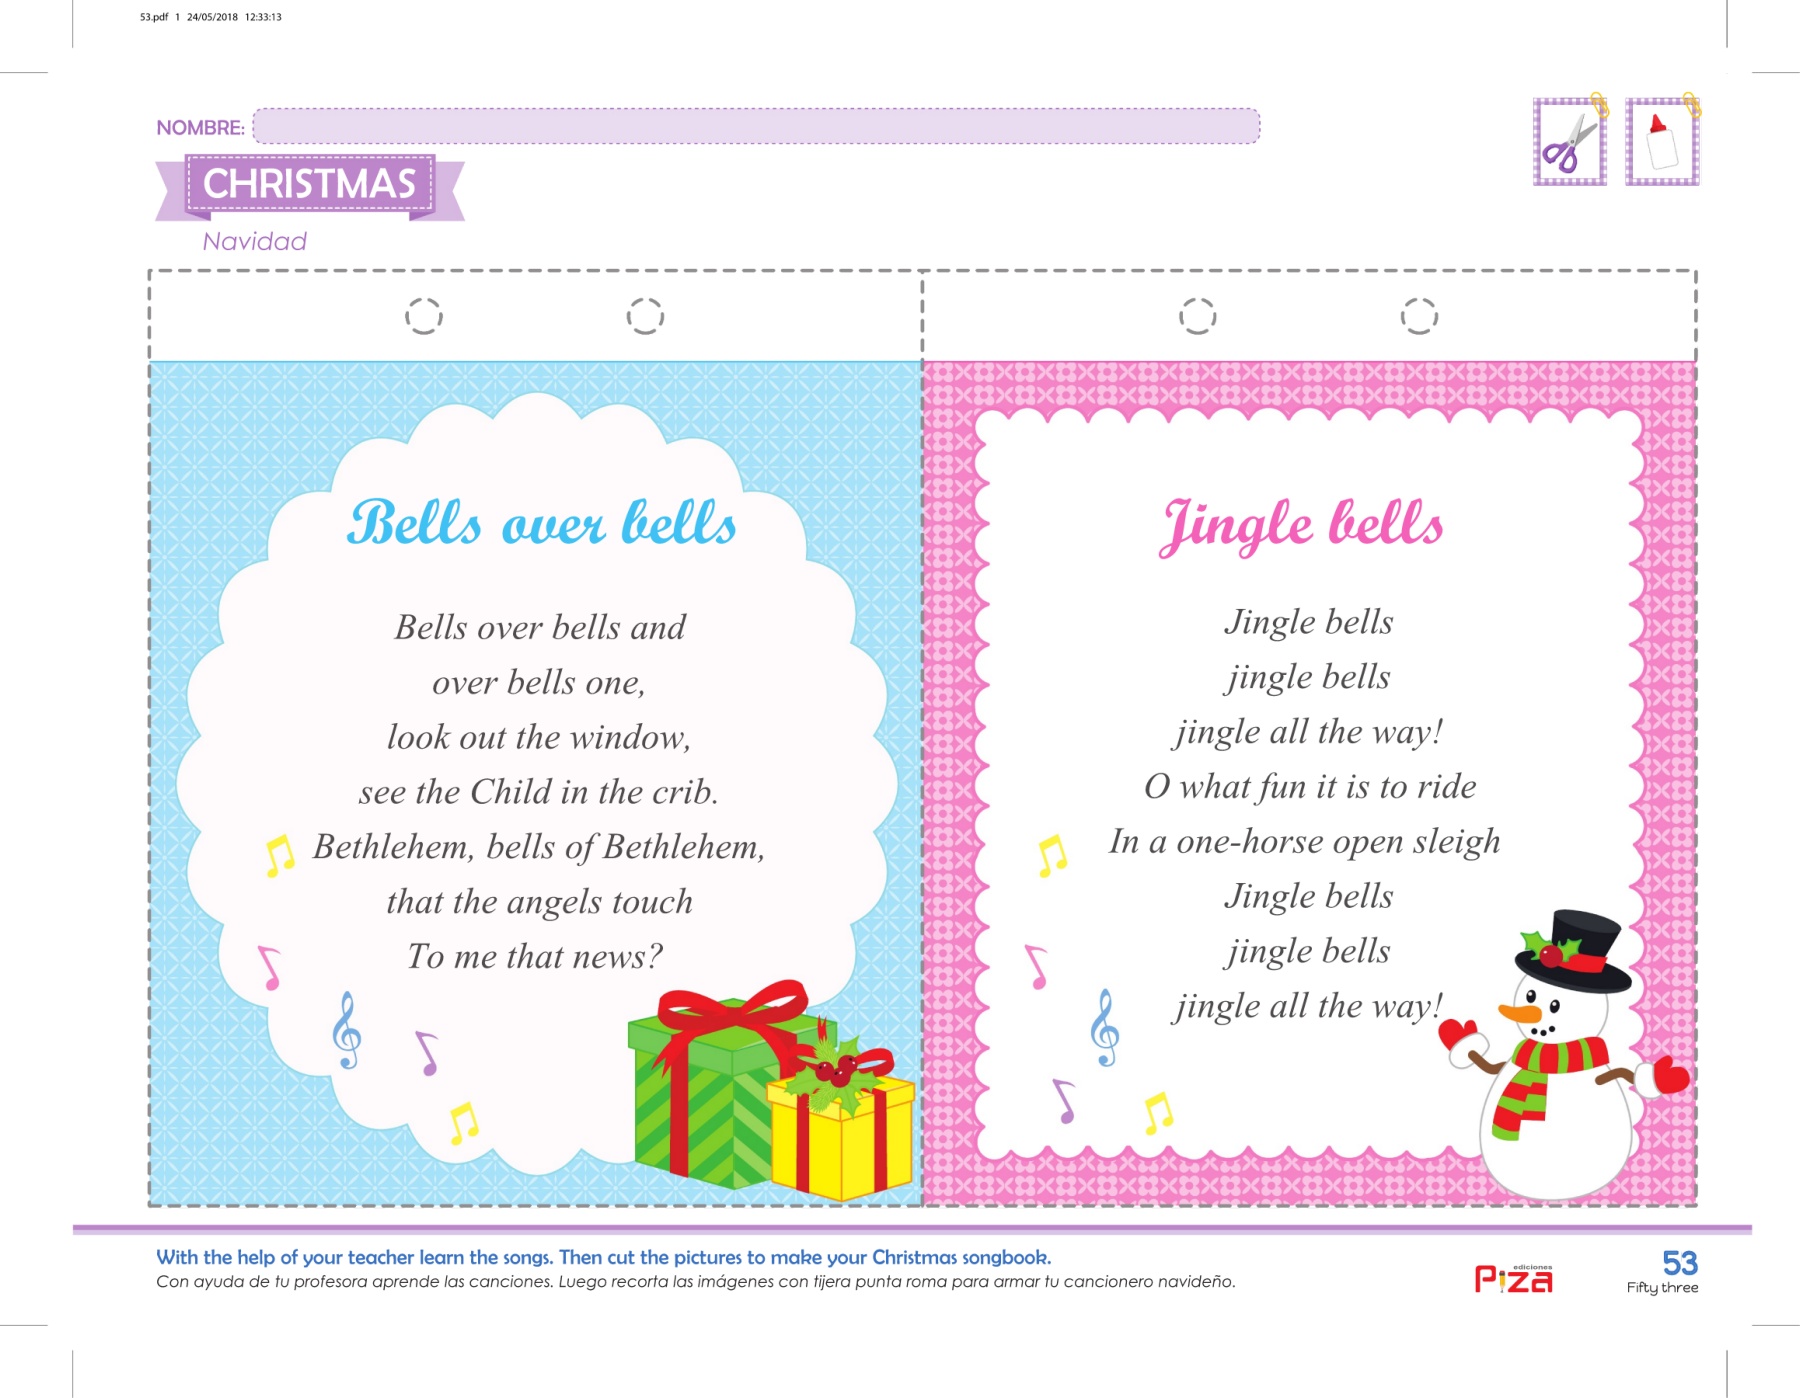 53.pdf 1 24/05/2018 12:33:13
NOMBRE:
CHRISTMAS
Navidad
Bells over bells
Bells over bells and
over bells one,
look out the window,
see the Child in the crib.
Bethlehem, bells of Bethlehem,
that the angels touch
To me that news?
Jingle bells
Jingle bells
jingle bells
jingle all the way!
O what fun it is to ride
In a one-horse open sleigh
Jingle bells
jingle bells
jingle all the way!
With the help of your teacher learn the songs. Then cut the pictures to make your Christmas songbook.
Con ayuda de tu profesora aprende las canciones. Luego recorta las imágenes con tijera punta roma para armar tu cancionero navideño.
ediciones
Piza
53
Fifty three